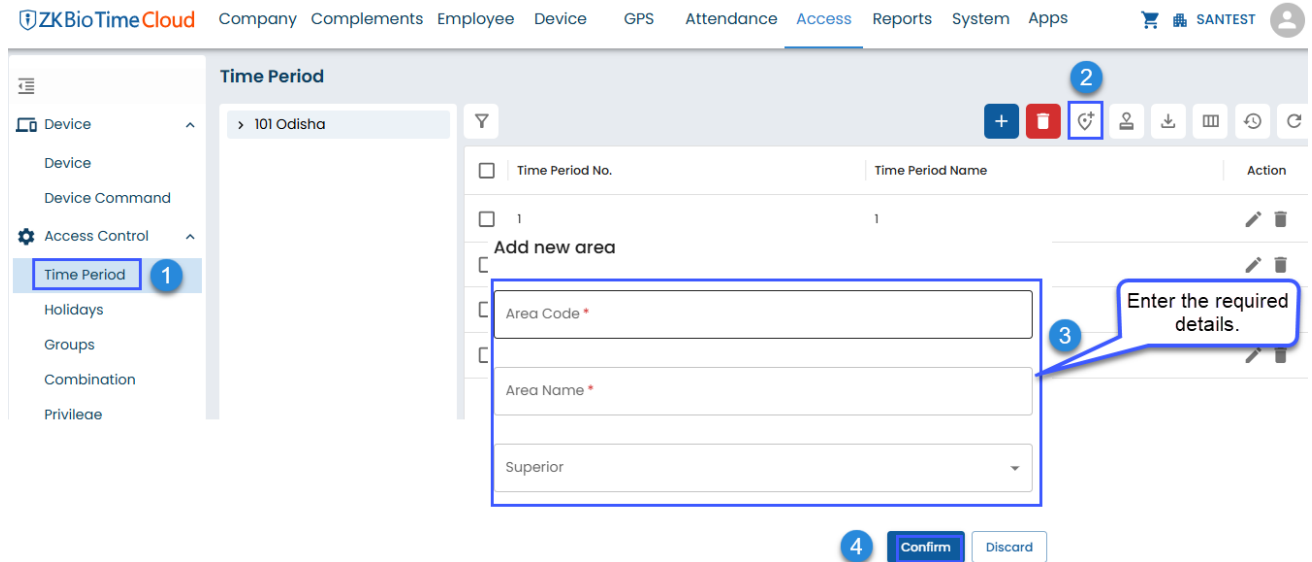 ZKBioTime Cloud Company Complements Employee Device GPS Attendance Access Reports System Apps SANTEST
Time Period
2
Device
101 Odisha
Time Period No. Time Period Name Action
Device
Device Command
1 1
Access Control
Add new area
Time Period 1
Holidays
Area Code *
Enter the required
details.
3
Groups
Combination
Area Name *
Privilege
Superior
4 Confirm Discard